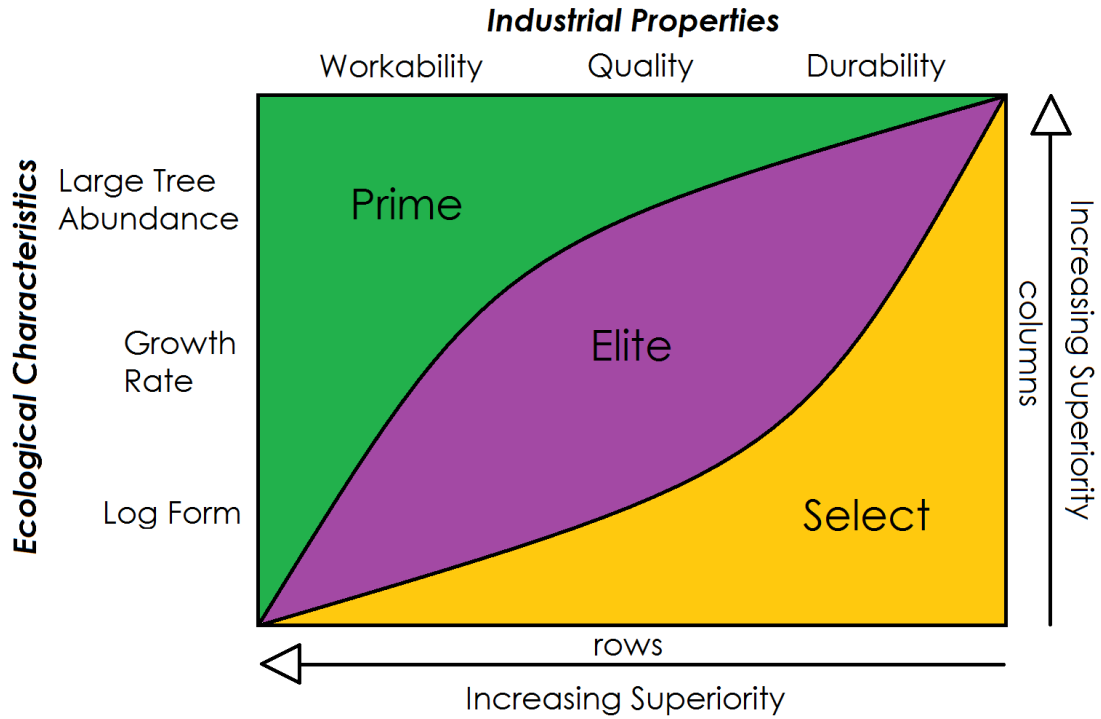 Industrial Properties
Workability Quality Durability
Ecological Characteristics
Large Tree
Abundance
Growth
Rate
Log Form
Prime
Elite
Select
columns
Increasing Superiority
rows
Increasing Superiority